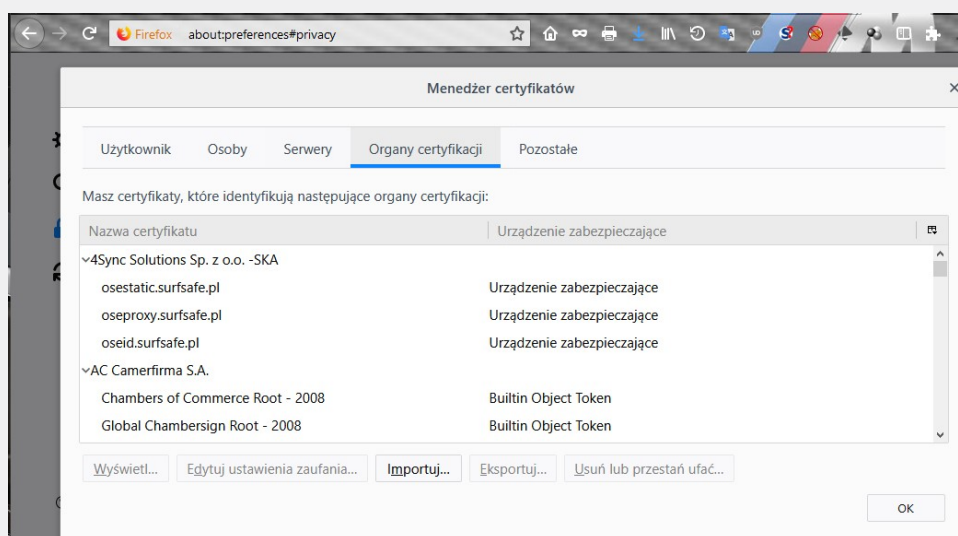 Firefox about:preferences#privacy
Menedżer certyfikatów
Użytkownik Osoby Serwery Organy certyfikacji Pozostałe
Masz certyfikaty, które identyfikują następujące organy certyfikacji:
Nazwa certyfikatu Urządzenie zabezpieczające
4Sync Solutions Sp. z o.o. -SKA
osestatic.surfsafe.pl Urządzenie zabezpieczające
oseproxy.surfsafe.pl Urządzenie zabezpieczające
oseid.surfsafe.pl Urządzenie zabezpieczające
AC Camerfirma S.A.
Chambers of Commerce Root - 2008 Builtin Object Token
Global Chambersign Root - 2008 Builtin Object Token
Wyświetl... Edytuj ustawienia zaufania... Importuj... Eksportuj... Usuń lub przestań ufać...
OK